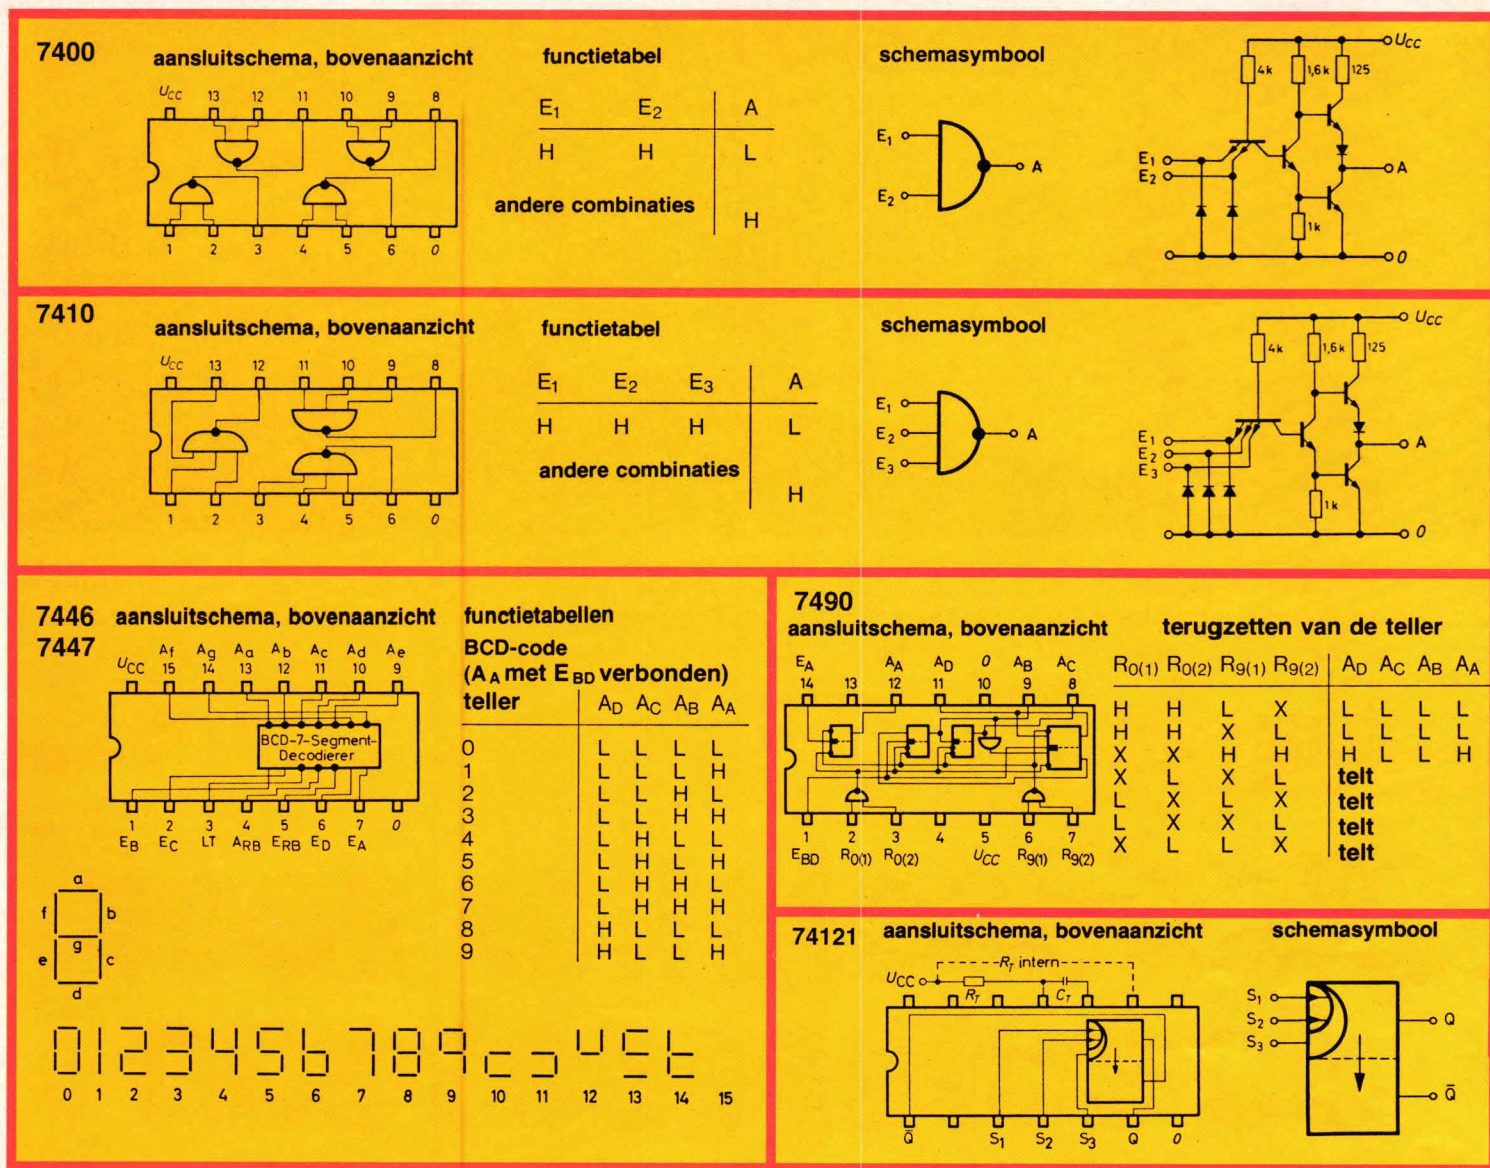 7400
aansluitschema, bovenaanzicht
functietabel
schemasymbool
UCC 13 12 11 10 9 8
1 2 3 4 5 6 0
E1 E2 A
H H L
andere combinaties
H
E1
E2
A
UCC
4k 1,6k 125
E1
E2
A
1k
0
7410
aansluitschema, bovenaanzicht
functietabel
schemasymbool
UCC 13 12 11 10 9 8
1 2 3 4 5 6 0
E1 E2 E3 A
H H H L
andere combinaties
H
E1
E2
E3
A
UCC
4k 1,6k 125
E1
E2
E3
A
1k
0
7446
7447
aansluitschema, bovenaanzicht
Af Ag Aa Ab Ac Ad Ae
UCC 15 14 13 12 11 10 9
BCD-7-Segment-
Decodierer
1 2 3 4 5 6 7 0
EB EC LT ARB ERB ED EA
functietabellen
BCD-code
(AA met EBD verbonden)
teller AD AC AB AA
0 L L L L
1 L L L H
2 L L H L
3 L L H H
4 L H L L
5 L H L H
6 L H H L
7 L H H H
8 H L L L
9 H L L H
a
f b
g
e c
d
0 1 2 3 4 5 6 7 8 9 10 11 12 13 14 15
7490
aansluitschema, bovenaanzicht
EA AA AD 0 AB AC
14 13 12 11 10 9 8
1 2 3 4 5 6 7
EBD R0(1) R0(2) UCC R9(1) R9(2)
terugzetten van de teller
R0(1) R0(2) R9(1) R9(2) AD AC AB AA
H H L X L L L L
H H X L L L L L
X X H H H L L H
X L X L telt
L X L X telt
L X X L telt
X L L X telt
74121
aansluitschema, bovenaanzicht
schemasymbool
RT intern
UCC
RT CT
Q̄ S1 S2 S3 Q 0
S1
S2
S3
Q
Q̄